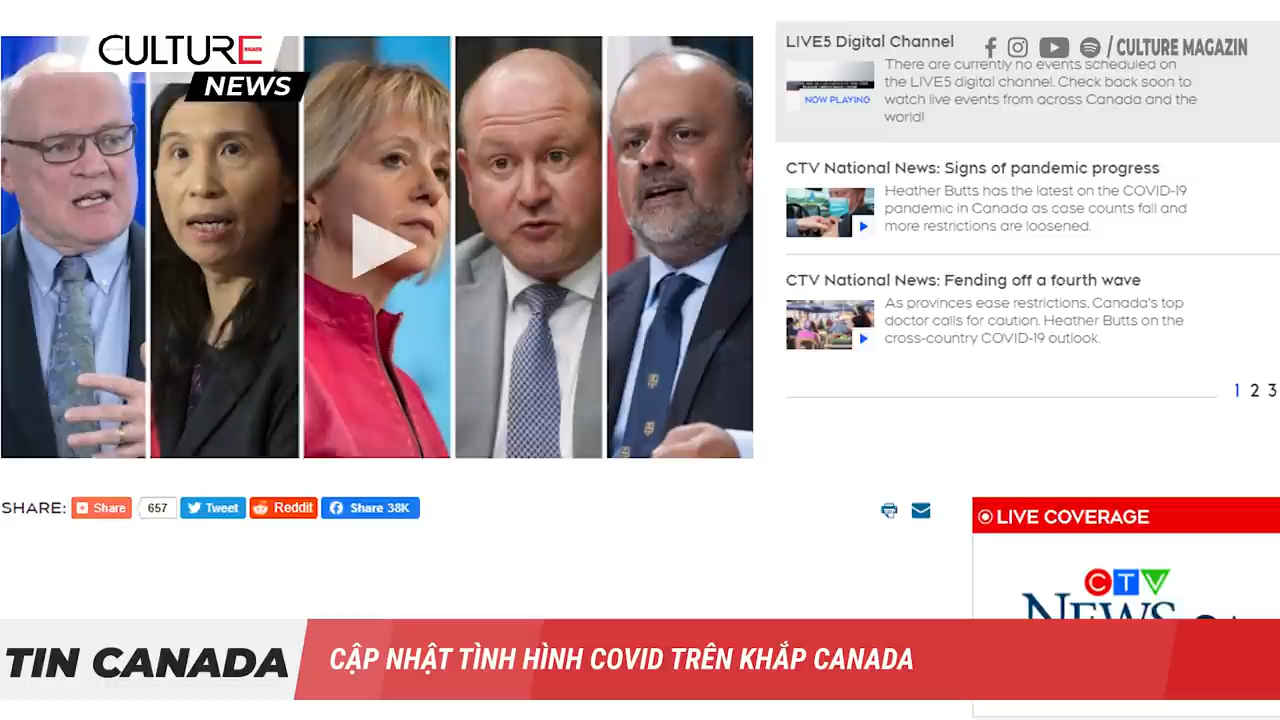 CULTURE
MAGAZIN
NEWS
LIVE5 Digital Channel
/ CULTURE MAGAZIN
There are currently no events scheduled on
the LIVE5 digital channel. Check back soon to
watch live events from across Canada and the
world!
NOW PLAYING
CTV National News: Signs of pandemic progress
Heather Butts has the latest on the COVID-19
pandemic in Canada as case counts fall and
more restrictions are loosened.
CTV National News: Fending off a fourth wave
As provinces ease restrictions, Canada's top
doctor calls for caution. Heather Butts on the
cross-country COVID-19 outlook.
1 2 3
SHARE: Share 657 Tweet Reddit Share 38K
LIVE COVERAGE
CTV
NEWS
TIN CANADA
CẬP NHẬT TÌNH HÌNH COVID TRÊN KHẮP CANADA